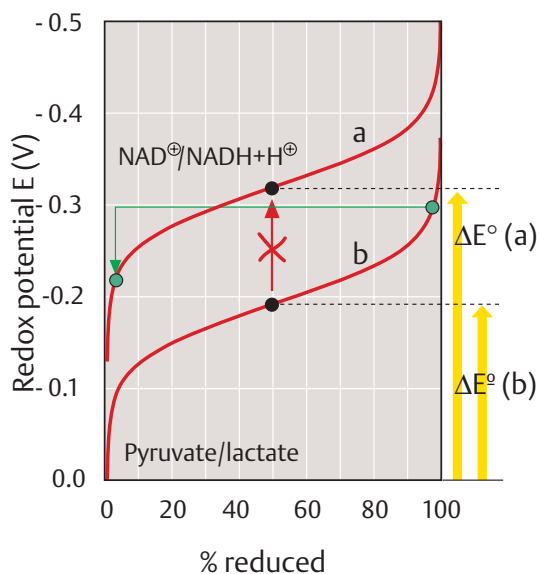 - 0.5
- 0.4
- 0.3
- 0.2
- 0.1
0.0
Redox potential E (V)
NAD⊕/NADH+H⊕
a
b
Pyruvate/lactate
ΔE° (a)
ΔEº (b)
0 20 40 60 80 100
% reduced